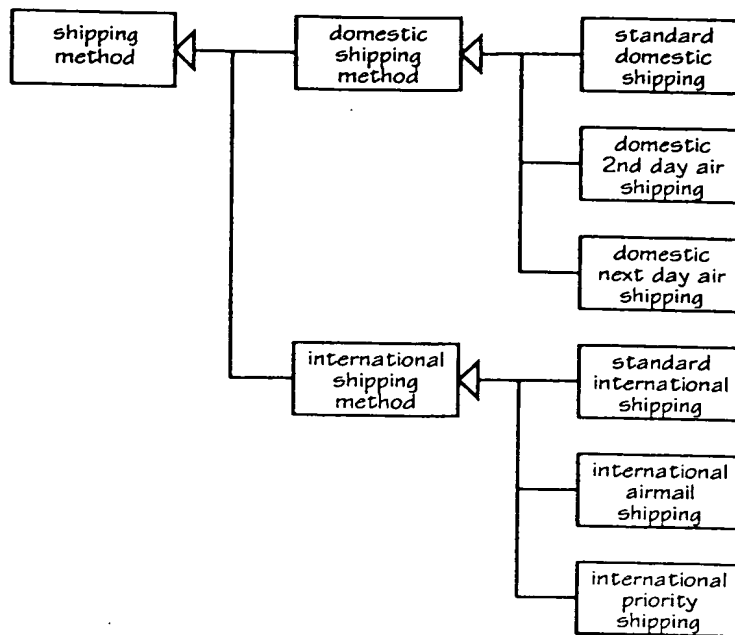 shipping
method
domestic
shipping
method
standard
domestic
shipping
domestic
2nd day air
shipping
domestic
next day air
shipping
international
shipping
method
standard
international
shipping
international
airmail
shipping
international
priority
shipping